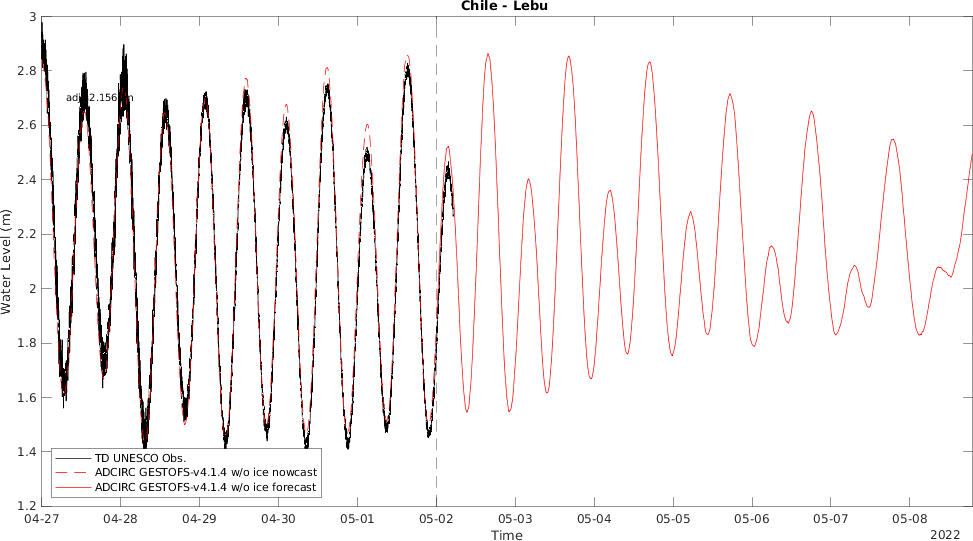 Chile - Lebu
Water Level (m)
3
2.8
2.6
2.4
2.2
2
1.8
1.6
1.4
1.2
TD UNESCO Obs.
ADCIRC GESTOFS-v4.1.4 w/o ice nowcast
ADCIRC GESTOFS-v4.1.4 w/o ice forecast
04-27 04-28 04-29 04-30 05-01 05-02 05-03 05-04 05-05 05-06 05-07 05-08
Time
2022